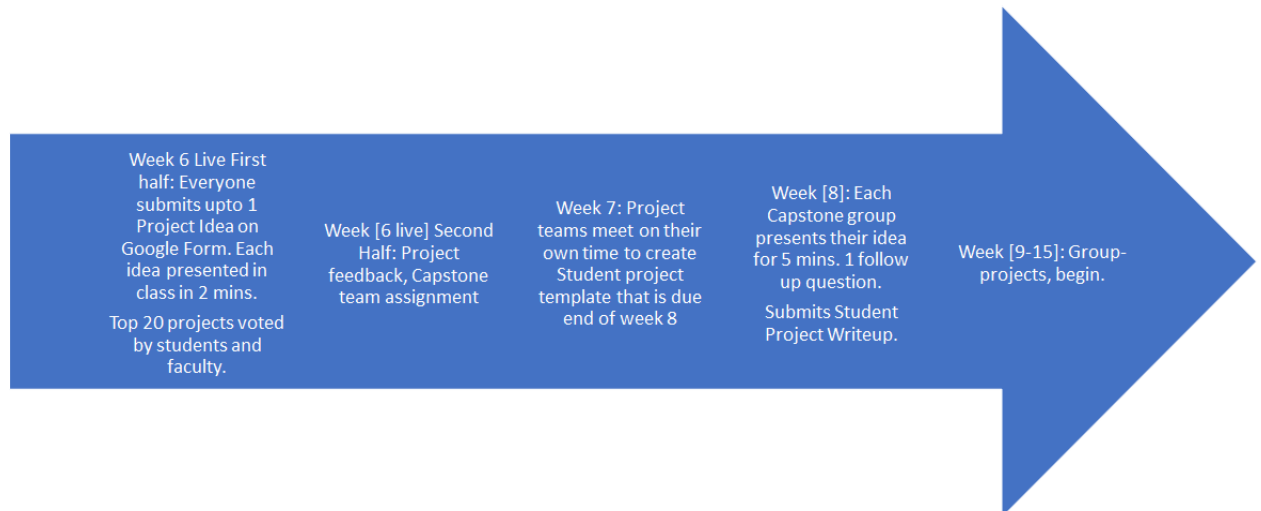 Week 6 Live First
half: Everyone
submits upto 1
Project Idea on
Google Form. Each
idea presented in
class in 2 mins.
Top 20 projects voted
by students and
faculty.
Week [6 live] Second
Half: Project
feedback, Capstone
team assignment
Week 7: Project
teams meet on their
own time to create
Student project
template that is due
end of week 8
Week [8]: Each
Capstone group
presents their idea
for 5 mins. 1 follow
up question.
Submits Student
Project Writeup.
Week [9-15]: Group-
projects, begin.